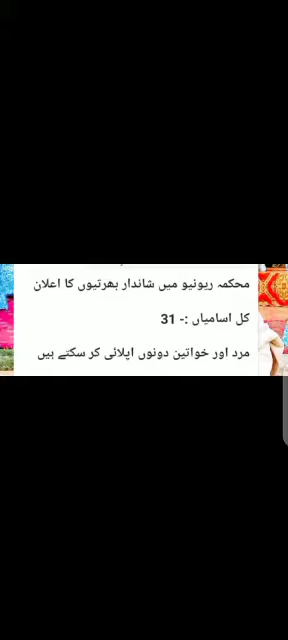 محکمہ ریونیو میں شاندار بھرتیوں کا اعلان
کل اسامیاں :- 31
مرد اور خواتین دونوں اپلائی کر سکتے ہیں